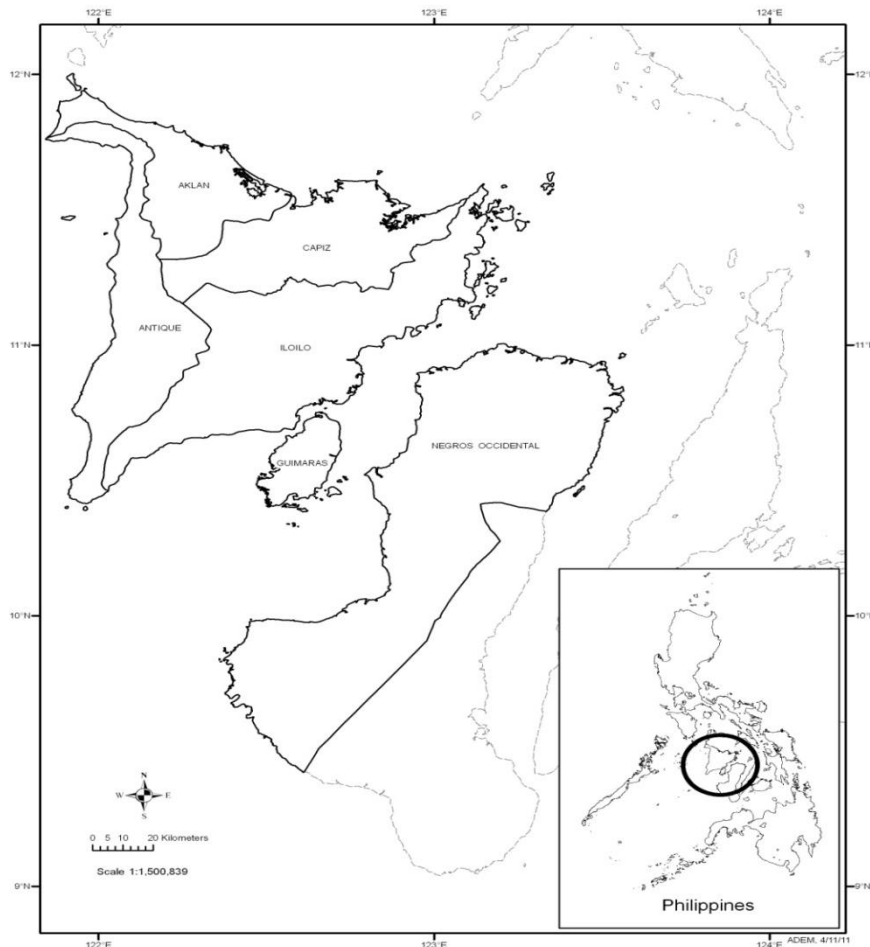 122°E 123°E 124°E
12°N 12°N
AKLAN
CAPIZ
ANTIQUE
11°N 11°N
ILOILO
NEGROS OCCIDENTAL
GUIMARAS
10°N 10°N
N
W E
S
0 5 10 20 Kilometers
Scale 1:1,500,839
9°N 9°N
Philippines
ADEM, 4/11/11
122°E 123°E 124°E